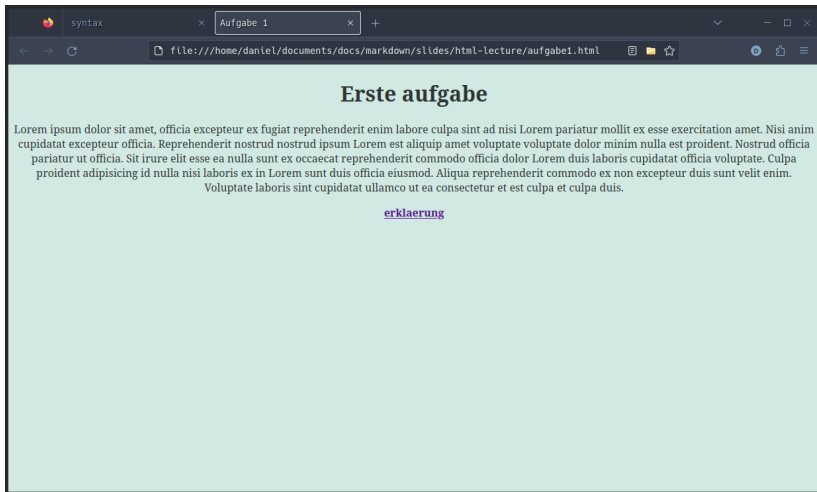 syntax
Aufgabe 1
file:///home/daniel/documents/docs/markdown/slides/html-lecture/aufgabe1.html
Erste aufgabe
Lorem ipsum dolor sit amet, officia excepteur ex fugiat reprehenderit enim labore culpa sint ad nisi Lorem pariatur mollit ex esse exercitation amet. Nisi anim
cupidatat excepteur officia. Reprehenderit nostrud nostrud ipsum Lorem est aliquip amet voluptate voluptate dolor minim nulla est proident. Nostrud officia
pariatur ut officia. Sit irure elit esse ea nulla sunt ex occaecat reprehenderit commodo officia dolor Lorem duis laboris cupidatat officia voluptate. Culpa
proident adipisicing id nulla nisi laboris ex in Lorem sunt duis officia eiusmod. Aliqua reprehenderit commodo ex non excepteur duis sunt velit enim.
Voluptate laboris sint cupidatat ullamco ut ea consectetur et est culpa et culpa duis.
erklaerung